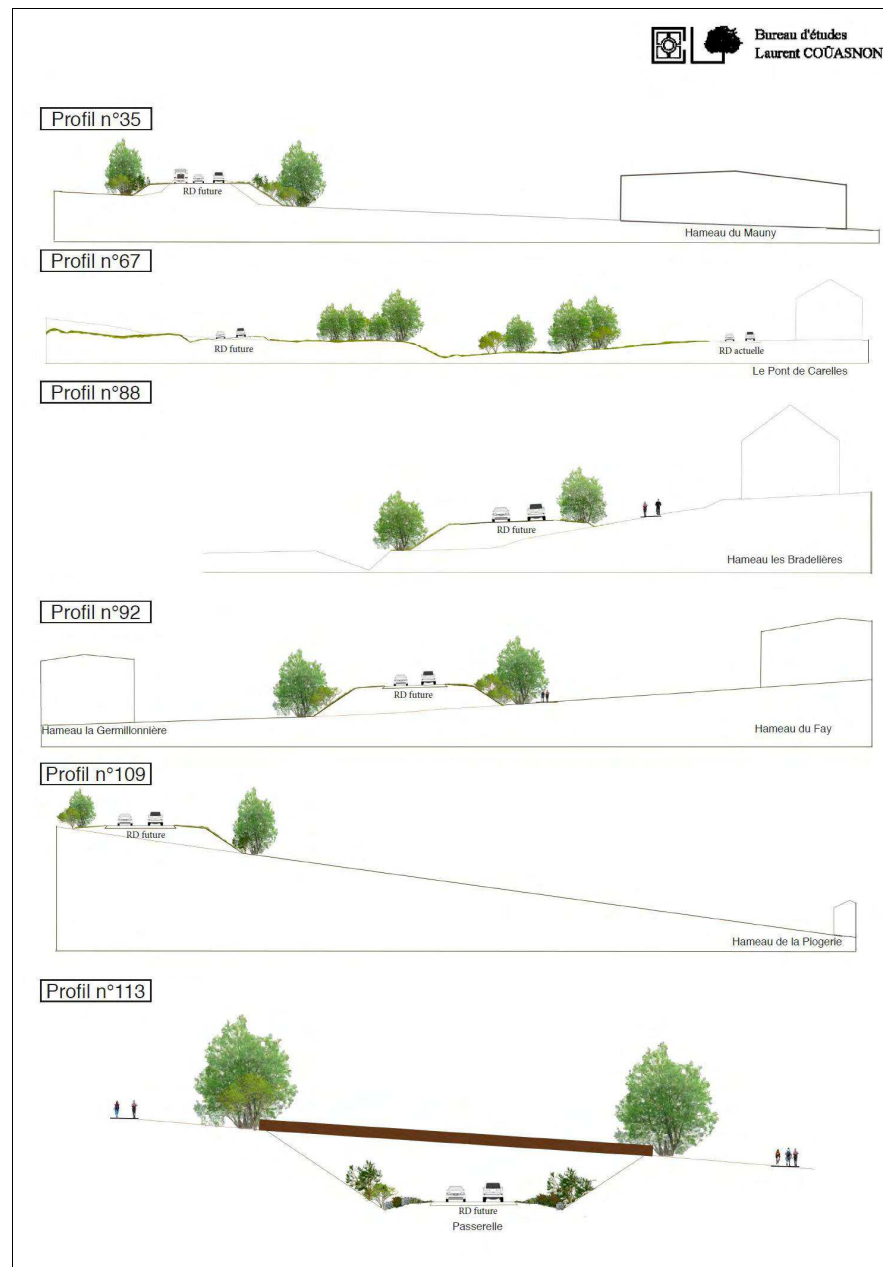 Bureau d'études
Laurent COÜASNON
Profil n°35
RD future
Hameau du Mauny
Profil n°67
RD future
RD actuelle
Le Pont de Carelles
Profil n°88
RD future
Hameau les Bradelières
Profil n°92
RD future
Hameau la Germillonnière
Hameau du Fay
Profil n°109
RD future
Hameau de la Piogerie
Profil n°113
RD future
Passerelle